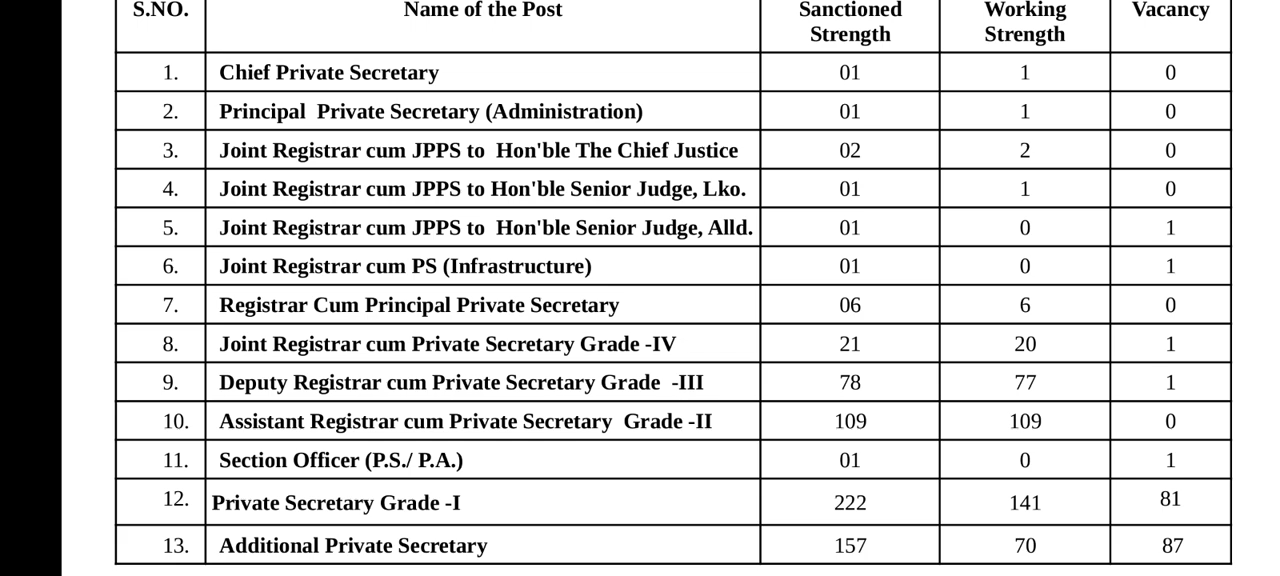 S.NO. Name of the Post Sanctioned Strength Working Strength Vacancy
1. Chief Private Secretary 01 1 0
2. Principal Private Secretary (Administration) 01 1 0
3. Joint Registrar cum JPPS to Hon'ble The Chief Justice 02 2 0
4. Joint Registrar cum JPPS to Hon'ble Senior Judge, Lko. 01 1 0
5. Joint Registrar cum JPPS to Hon'ble Senior Judge, Alld. 01 0 1
6. Joint Registrar cum PS (Infrastructure) 01 0 1
7. Registrar Cum Principal Private Secretary 06 6 0
8. Joint Registrar cum Private Secretary Grade -IV 21 20 1
9. Deputy Registrar cum Private Secretary Grade -III 78 77 1
10. Assistant Registrar cum Private Secretary Grade -II 109 109 0
11. Section Officer (P.S./ P.A.) 01 0 1
12. Private Secretary Grade -I 222 141 81
13. Additional Private Secretary 157 70 87